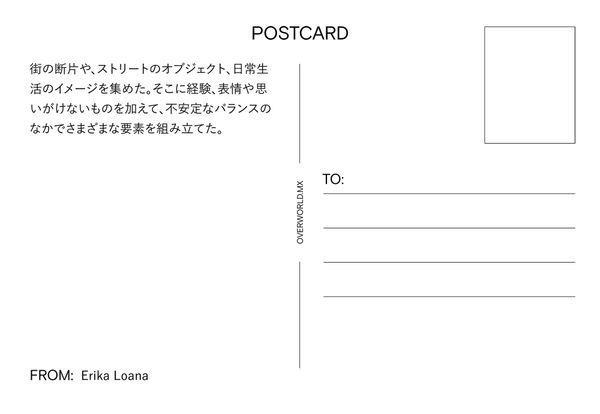 POSTCARD
街の断片や、ストリートのオブジェクト、日常生
活のイメージを集めた。そこに経験、表情や思
いがけないものを加えて、不安定なバランスの
なかでさまざまな要素を組み立てた。
OVERWORLD.MX
TO:
FROM: Erika Loana